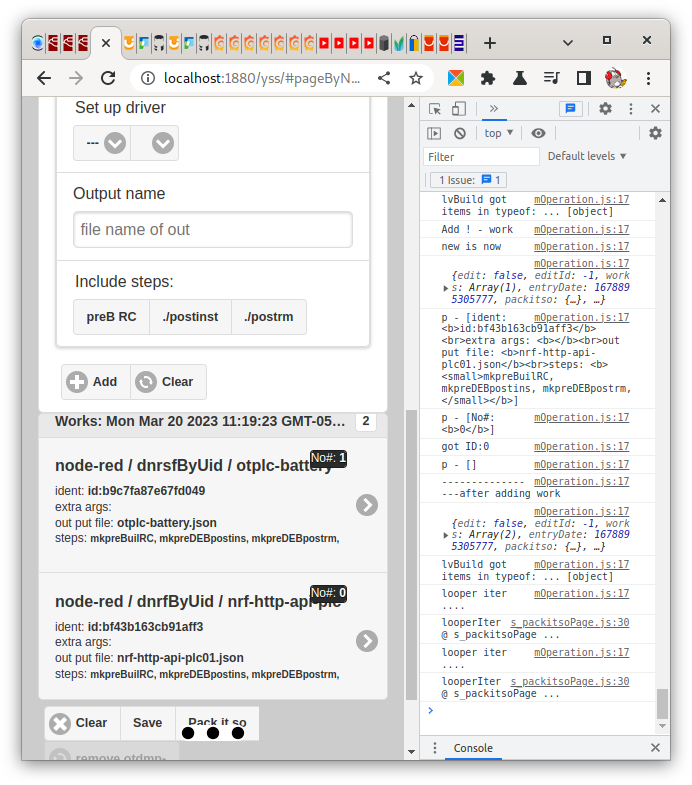 localhost:1880/yss/#pageByN...
Set up driver
---
Output name
file name of out
Include steps:
preB RC
./postinst
./postrm
Add
Clear
Works: Mon Mar 20 2023 11:19:23 GMT-05...
2
No#: 1
node-red / dnrsfByUid / otplc-battery
ident: id:b9c7fa87e67fd049
extra args:
out put file: otplc-battery.json
steps: mkpreBuilRC, mkpreDEBpostins, mkpreDEBpostrm,
No#: 0
node-red / dnrfByUid / nrf-http-api-plc
ident: id:bf43b163cb91aff3
extra args:
out put file: nrf-http-api-plc01.json
steps: mkpreBuilRC, mkpreDEBpostins, mkpreDEBpostrm,
Clear
Save
Pack it so
remove otdmp-
top
Filter
Default levels
1 Issue: 1
lvBuild got mOperation.js:17
items in typeof: ... [object]
Add ! - work mOperation.js:17
new is now mOperation.js:17
mOperation.js:17
{edit: false, editId: -1, work
s: Array(1), entryDate: 167889
5305777, packitso: {…}, …}
p - [ident: mOperation.js:17
<b>id:bf43b163cb91aff3</b>
<br>extra args: <b></b><br>out
put file: <b>nrf-http-api-
plc01.json</b><br>steps: <b>
<small>mkpreBuilRC,
mkpreDEBpostins, mkpreDEBpostrm,
</small></b>]
p - [No#: mOperation.js:17
<b>0</b>]
got ID:0 mOperation.js:17
p - [] mOperation.js:17
-------------- mOperation.js:17
---after adding work
mOperation.js:17
{edit: false, editId: -1, work
s: Array(2), entryDate: 167889
5305777, packitso: {…}, …}
lvBuild got mOperation.js:17
items in typeof: ... [object]
looper iter mOperation.js:17
....
looperIter s_packitsoPage.js:30
@ s_packitsoPage ...
looper iter mOperation.js:17
....
looperIter s_packitsoPage.js:30
@ s_packitsoPage ...
Console